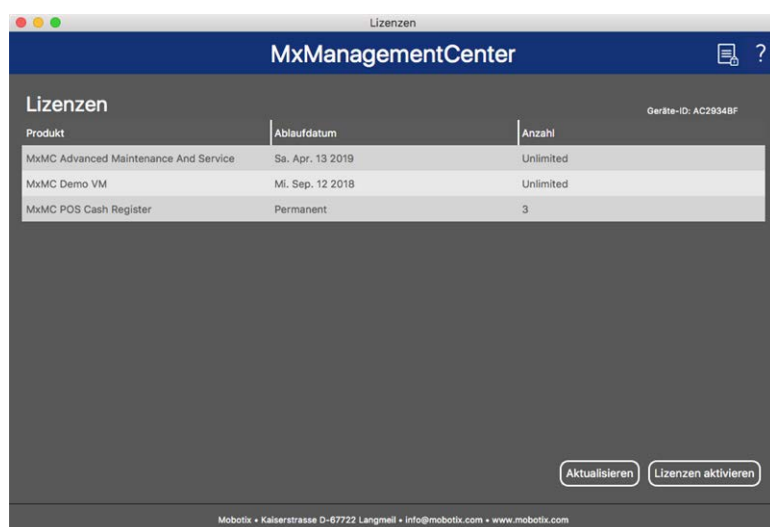 Lizenzen
MxManagementCenter
?
Lizenzen
Geräte-ID: AC2934BF
Produkt Ablaufdatum Anzahl
MxMC Advanced Maintenance And Service Sa. Apr. 13 2019 Unlimited
MxMC Demo VM Mi. Sep. 12 2018 Unlimited
MxMC POS Cash Register Permanent 3
Aktualisieren Lizenzen aktivieren
Mobotix • Kaiserstrasse D-67722 Langmeil • info@mobotix.com • www.mobotix.com